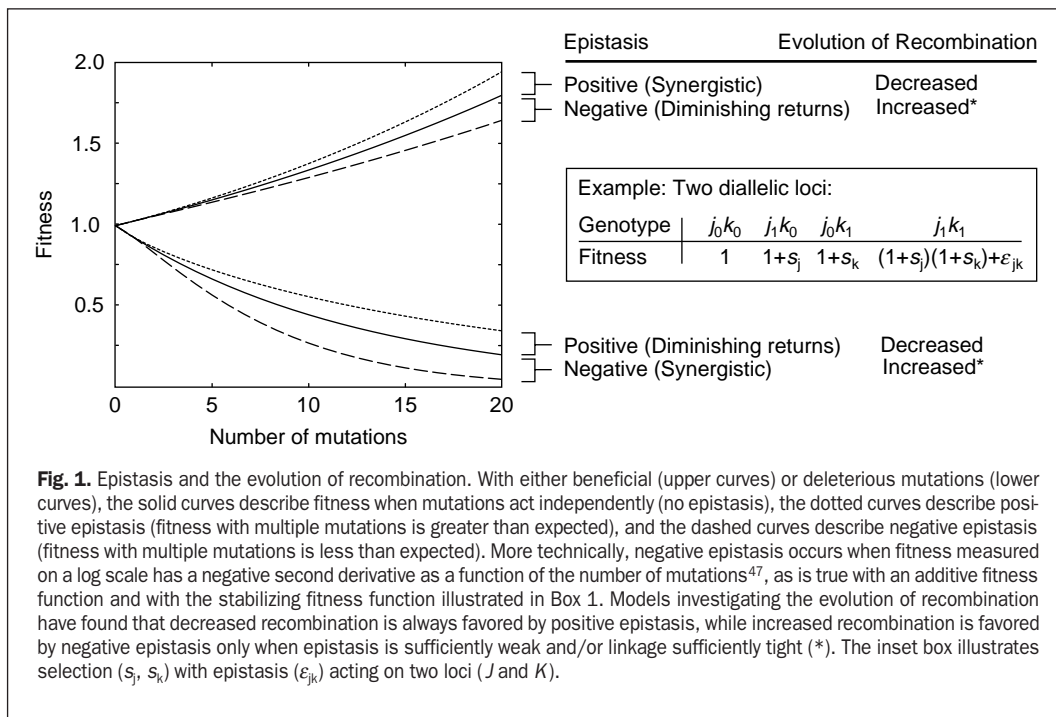 Epistasis Evolution of Recombination
2.0
1.5
1.0
0.5
Fitness
0 5 10 15 20
Number of mutations
Positive (Synergistic) Decreased
Negative (Diminishing returns) Increased*
Example: Two diallelic loci:
Genotype j0k0 j1k0 j0k1 j1k1
Fitness 1 1+sj 1+sk (1+sj)(1+sk)+εjk
Positive (Diminishing returns) Decreased
Negative (Synergistic) Increased*
Fig. 1. Epistasis and the evolution of recombination. With either beneficial (upper curves) or deleterious mutations (lower
curves), the solid curves describe fitness when mutations act independently (no epistasis), the dotted curves describe posi-
tive epistasis (fitness with multiple mutations is greater than expected), and the dashed curves describe negative epistasis
(fitness with multiple mutations is less than expected). More technically, negative epistasis occurs when fitness measured
on a log scale has a negative second derivative as a function of the number of mutations47, as is true with an additive fitness
function and with the stabilizing fitness function illustrated in Box 1. Models investigating the evolution of recombination
have found that decreased recombination is always favored by positive epistasis, while increased recombination is favored
by negative epistasis only when epistasis is sufficiently weak and/or linkage sufficiently tight (*). The inset box illustrates
selection (sj, sk) with epistasis (εjk) acting on two loci (J and K).